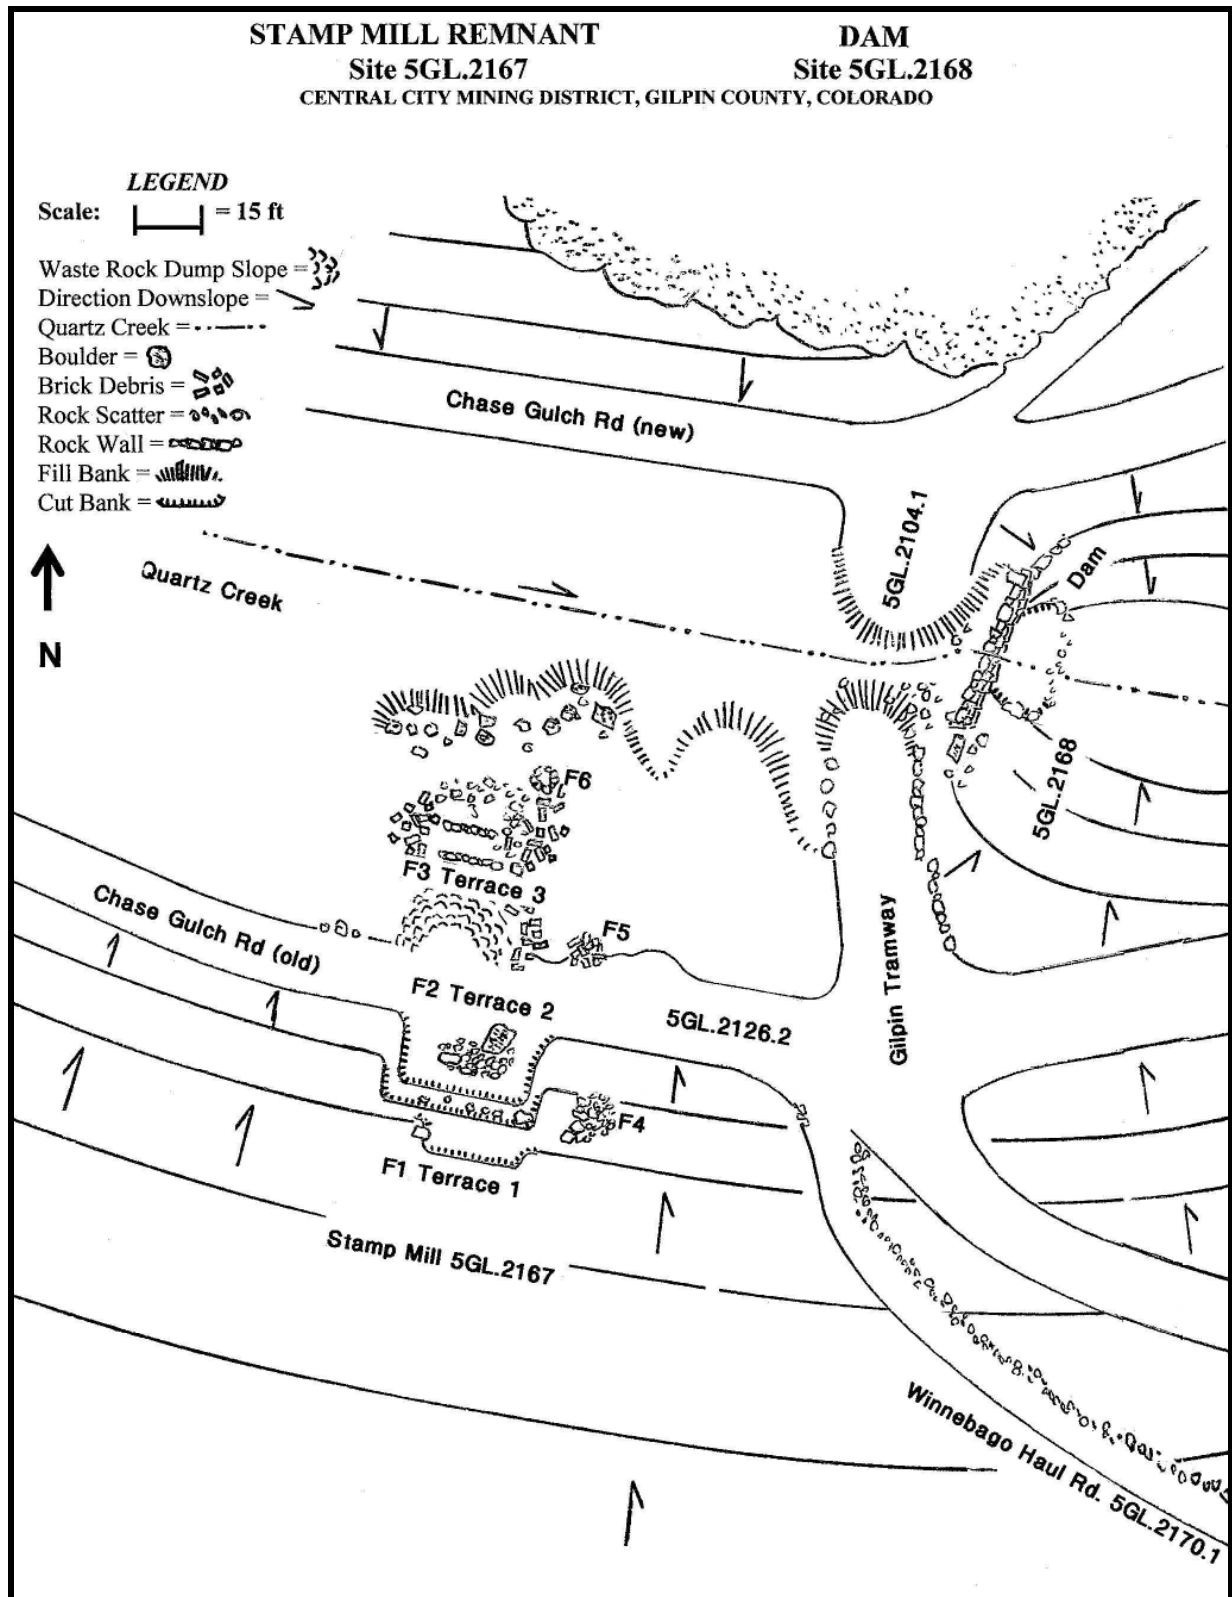 STAMP MILL REMNANT
Site 5GL.2167
DAM
Site 5GL.2168
CENTRAL CITY MINING DISTRICT, GILPIN COUNTY, COLORADO
LEGEND
Scale: = 15 ft
Waste Rock Dump Slope =
Direction Downslope =
Quartz Creek =
Boulder =
Brick Debris =
Rock Scatter =
Rock Wall =
Fill Bank =
Cut Bank =
N
Chase Gulch Rd (new)
5GL.2104.1
Quartz Creek
Dam
5GL.2168
F6
F3 Terrace 3
F5
Chase Gulch Rd (old)
F2 Terrace 2
5GL.2126.2
Gilpin Tramway
F4
F1 Terrace 1
Stamp Mill 5GL.2167
Winnebago Haul Rd. 5GL.2170.1